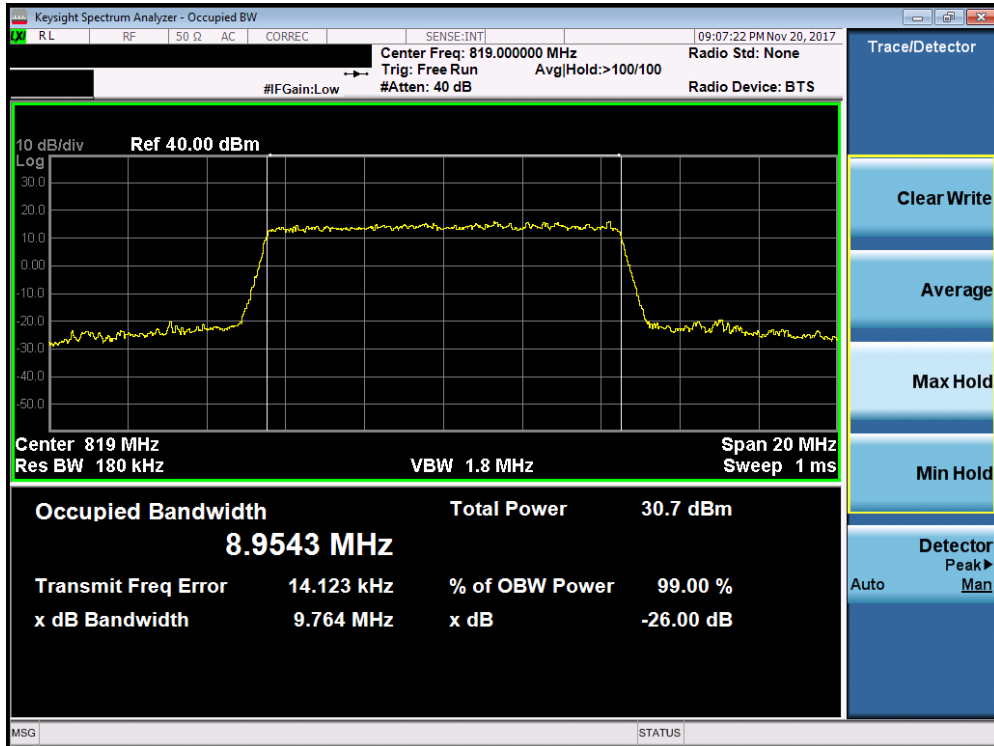 Keysight Spectrum Analyzer - Occupied BW
LXI RL RF 50 Ω AC CORREC SENSE:INT 09:07:22 PM Nov 20, 2017
Center Freq: 819.000000 MHz Radio Std: None
Trig: Free Run Avg|Hold:>100/100
#IFGain:Low #Atten: 40 dB Radio Device: BTS
10 dB/div Ref 40.00 dBm
Log
30.0
20.0
10.0
0.00
-10.0
-20.0
-30.0
-40.0
-50.0
Center 819 MHz Span 20 MHz
Res BW 180 kHz VBW 1.8 MHz Sweep 1 ms
Occupied Bandwidth Total Power 30.7 dBm
8.9543 MHz
Transmit Freq Error 14.123 kHz % of OBW Power 99.00 %
x dB Bandwidth 9.764 MHz x dB -26.00 dB
MSG STATUS
Trace/Detector
Clear Write
Average
Max Hold
Min Hold
Detector
Peak▶
Auto Man